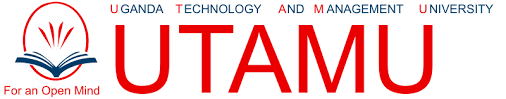 UGANDA TECHNOLOGY AND MANAGEMENT UNIVERSITY
UTAMU
For an Open Mind